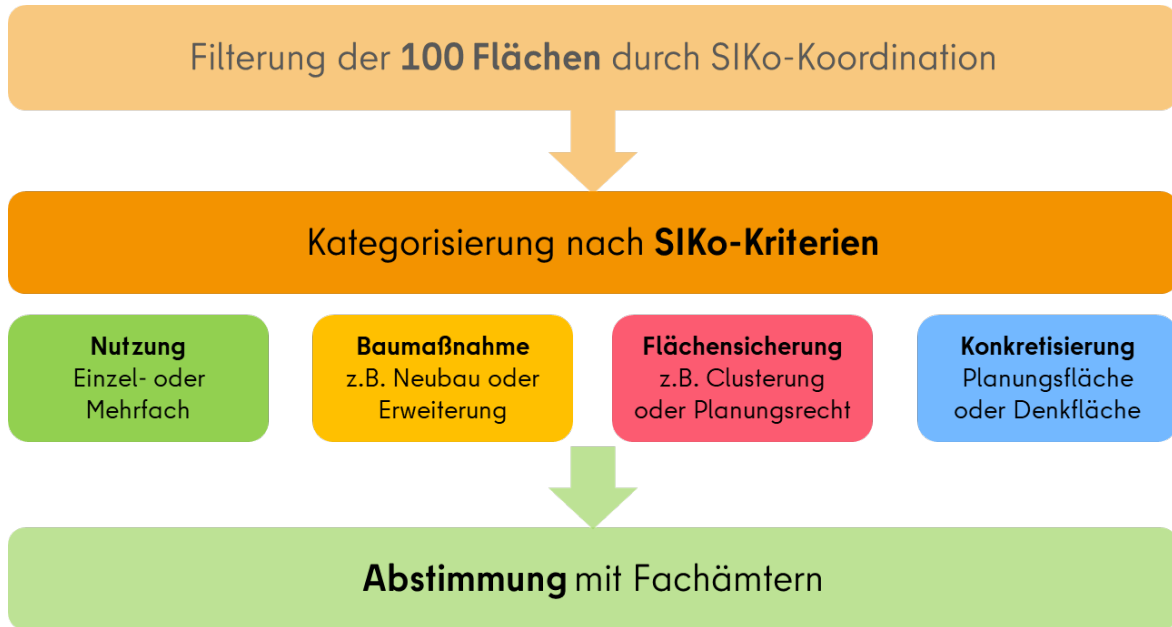 Filterung der 100 Flächen durch SIKo-Koordination
Kategorisierung nach SIKo-Kriterien
Nutzung
Einzel- oder
Mehrfach
Baumaßnahme
z.B. Neubau oder
Erweiterung
Flächensicherung
z.B. Clusterung
oder Planungsrecht
Konkretisierung
Planungsfläche
oder Denkfläche
Abstimmung mit Fachämtern